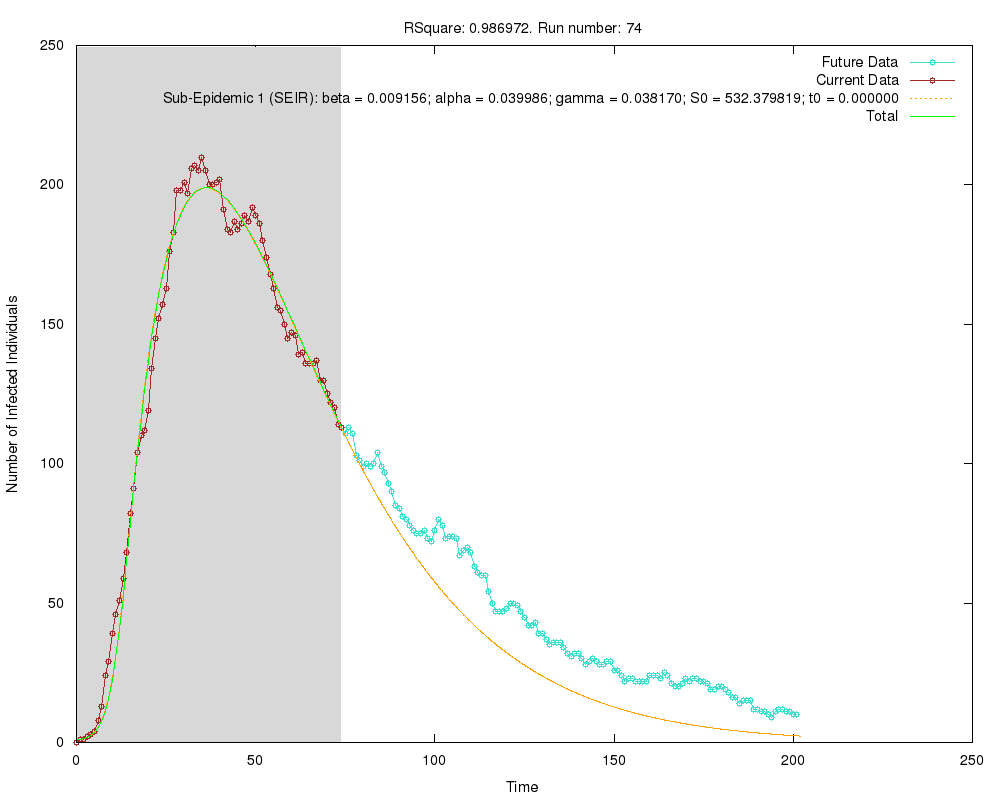 RSquare: 0.986972. Run number: 74
Future Data
Current Data
Sub-Epidemic 1 (SEIR): beta = 0.009156; alpha = 0.039986; gamma = 0.038170; S0 = 532.379819; t0 = 0.000000
Total
Number of Infected Individuals
250
200
150
100
50
0
0 50 100 150 200 250
Time